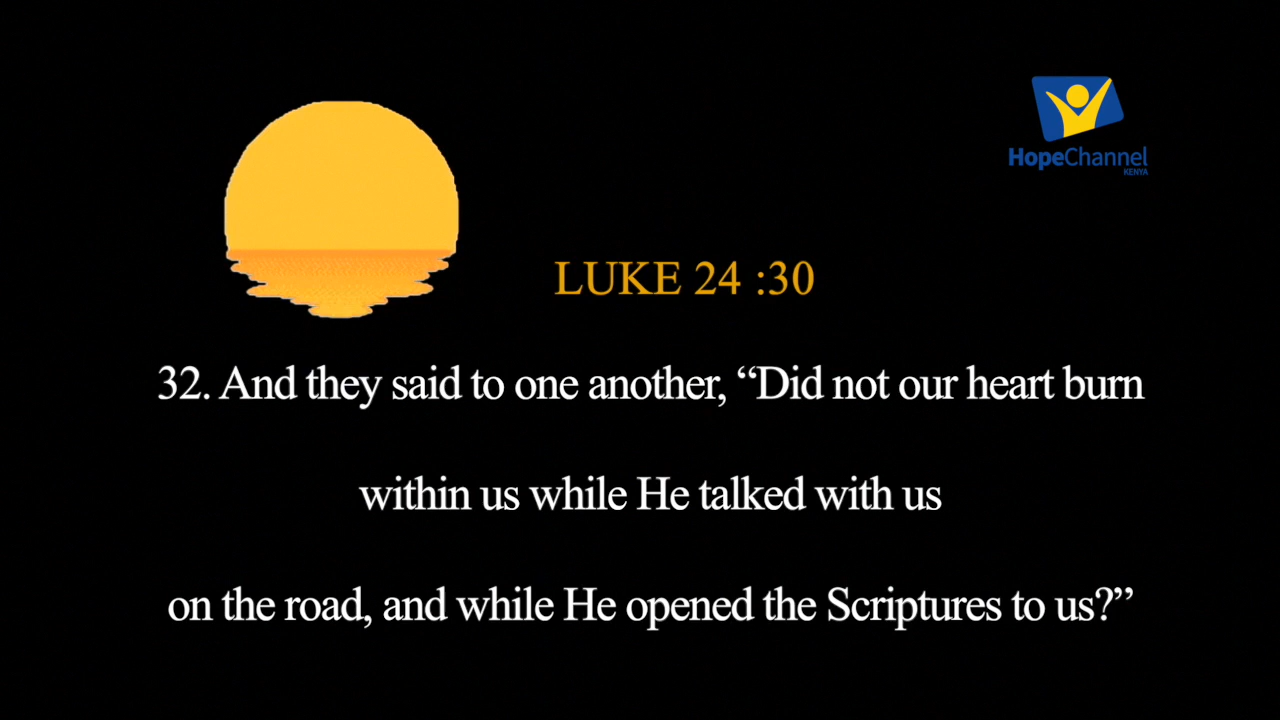 HopeChannel
KENYA
LUKE 24 :30
32. And they said to one another, “Did not our heart burn
within us while He talked with us
on the road, and while He opened the Scriptures to us?”